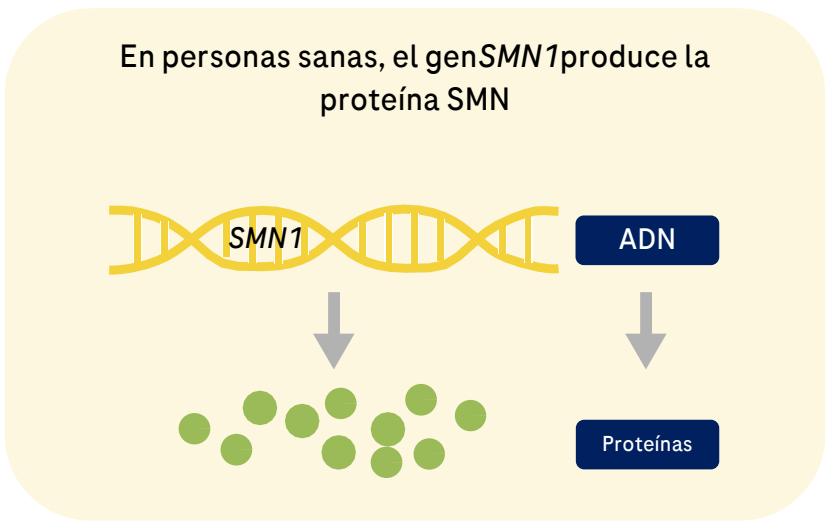 En personas sanas, el genSMN1produce la
proteína SMN
SMN1
ADN
Proteínas